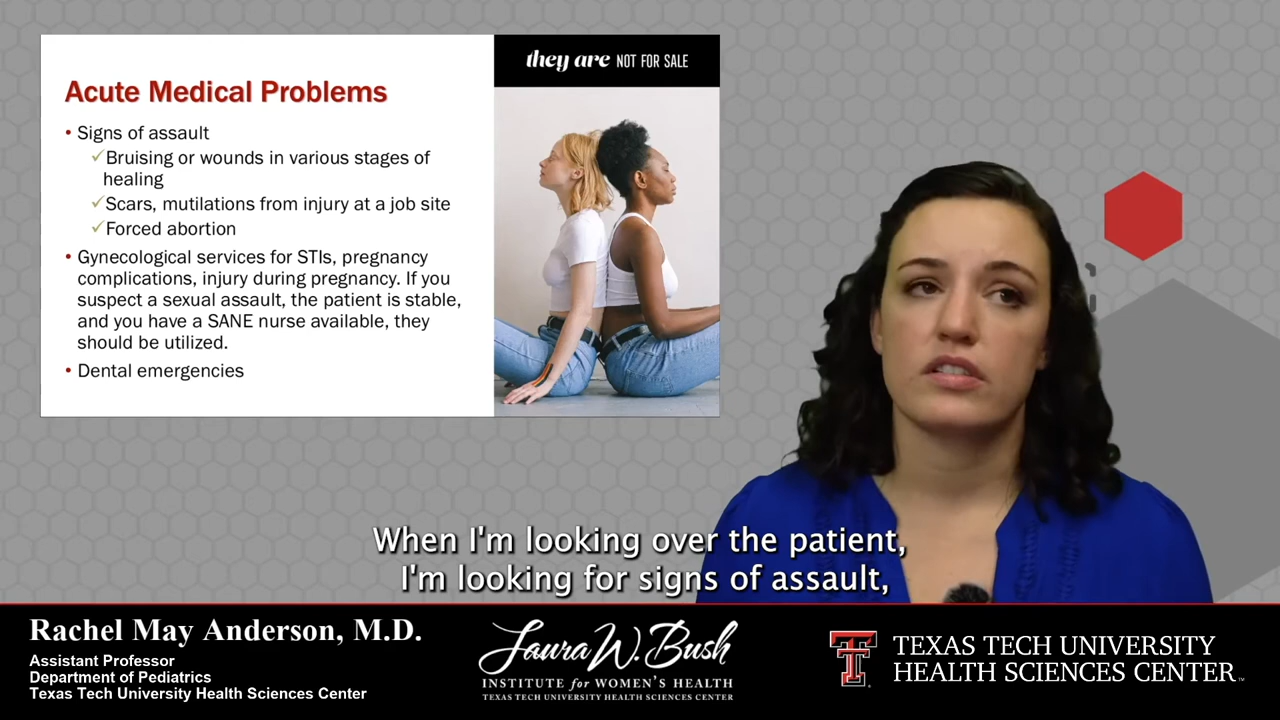 they are NOT FOR SALE
Acute Medical Problems
• Signs of assault
✓Bruising or wounds in various stages of
healing
✓Scars, mutilations from injury at a job site
✓Forced abortion
• Gynecological services for STIs, pregnancy
complications, injury during pregnancy. If you
suspect a sexual assault, the patient is stable,
and you have a SANE nurse available, they
should be utilized.
• Dental emergencies
When I'm looking over the patient,
I'm looking for signs of assault,
Rachel May Anderson, M.D.
Assistant Professor
Department of Pediatrics
Texas Tech University Health Sciences Center
Laura W. Bush
INSTITUTE for WOMEN'S HEALTH
TEXAS TECH UNIVERSITY HEALTH SCIENCES CENTER
TEXAS TECH UNIVERSITY
HEALTH SCIENCES CENTER™